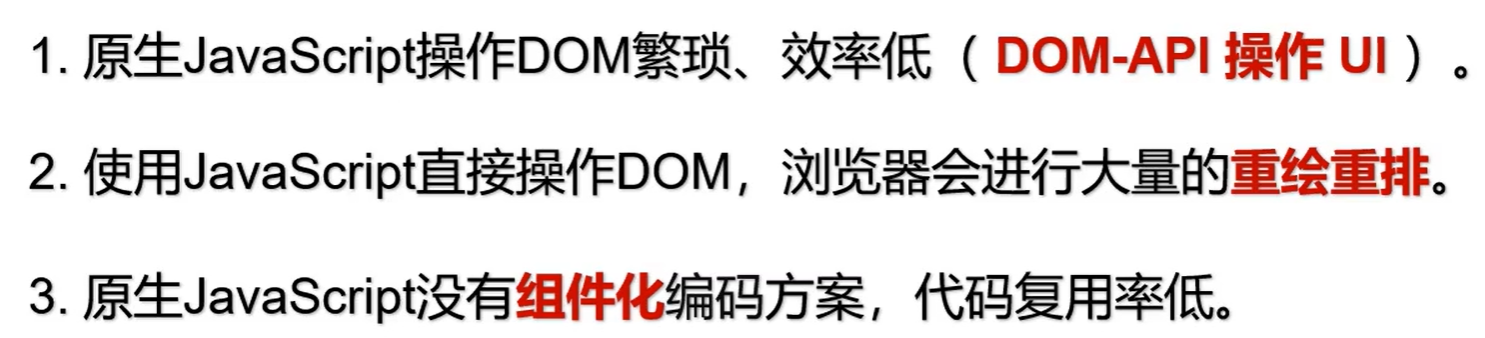 1. 原生JavaScript操作DOM繁琐、效率低（ DOM-API 操作 UI ）。
2. 使用JavaScript直接操作DOM，浏览器会进行大量的重绘重排。
3. 原生JavaScript没有组件化编码方案，代码复用率低。